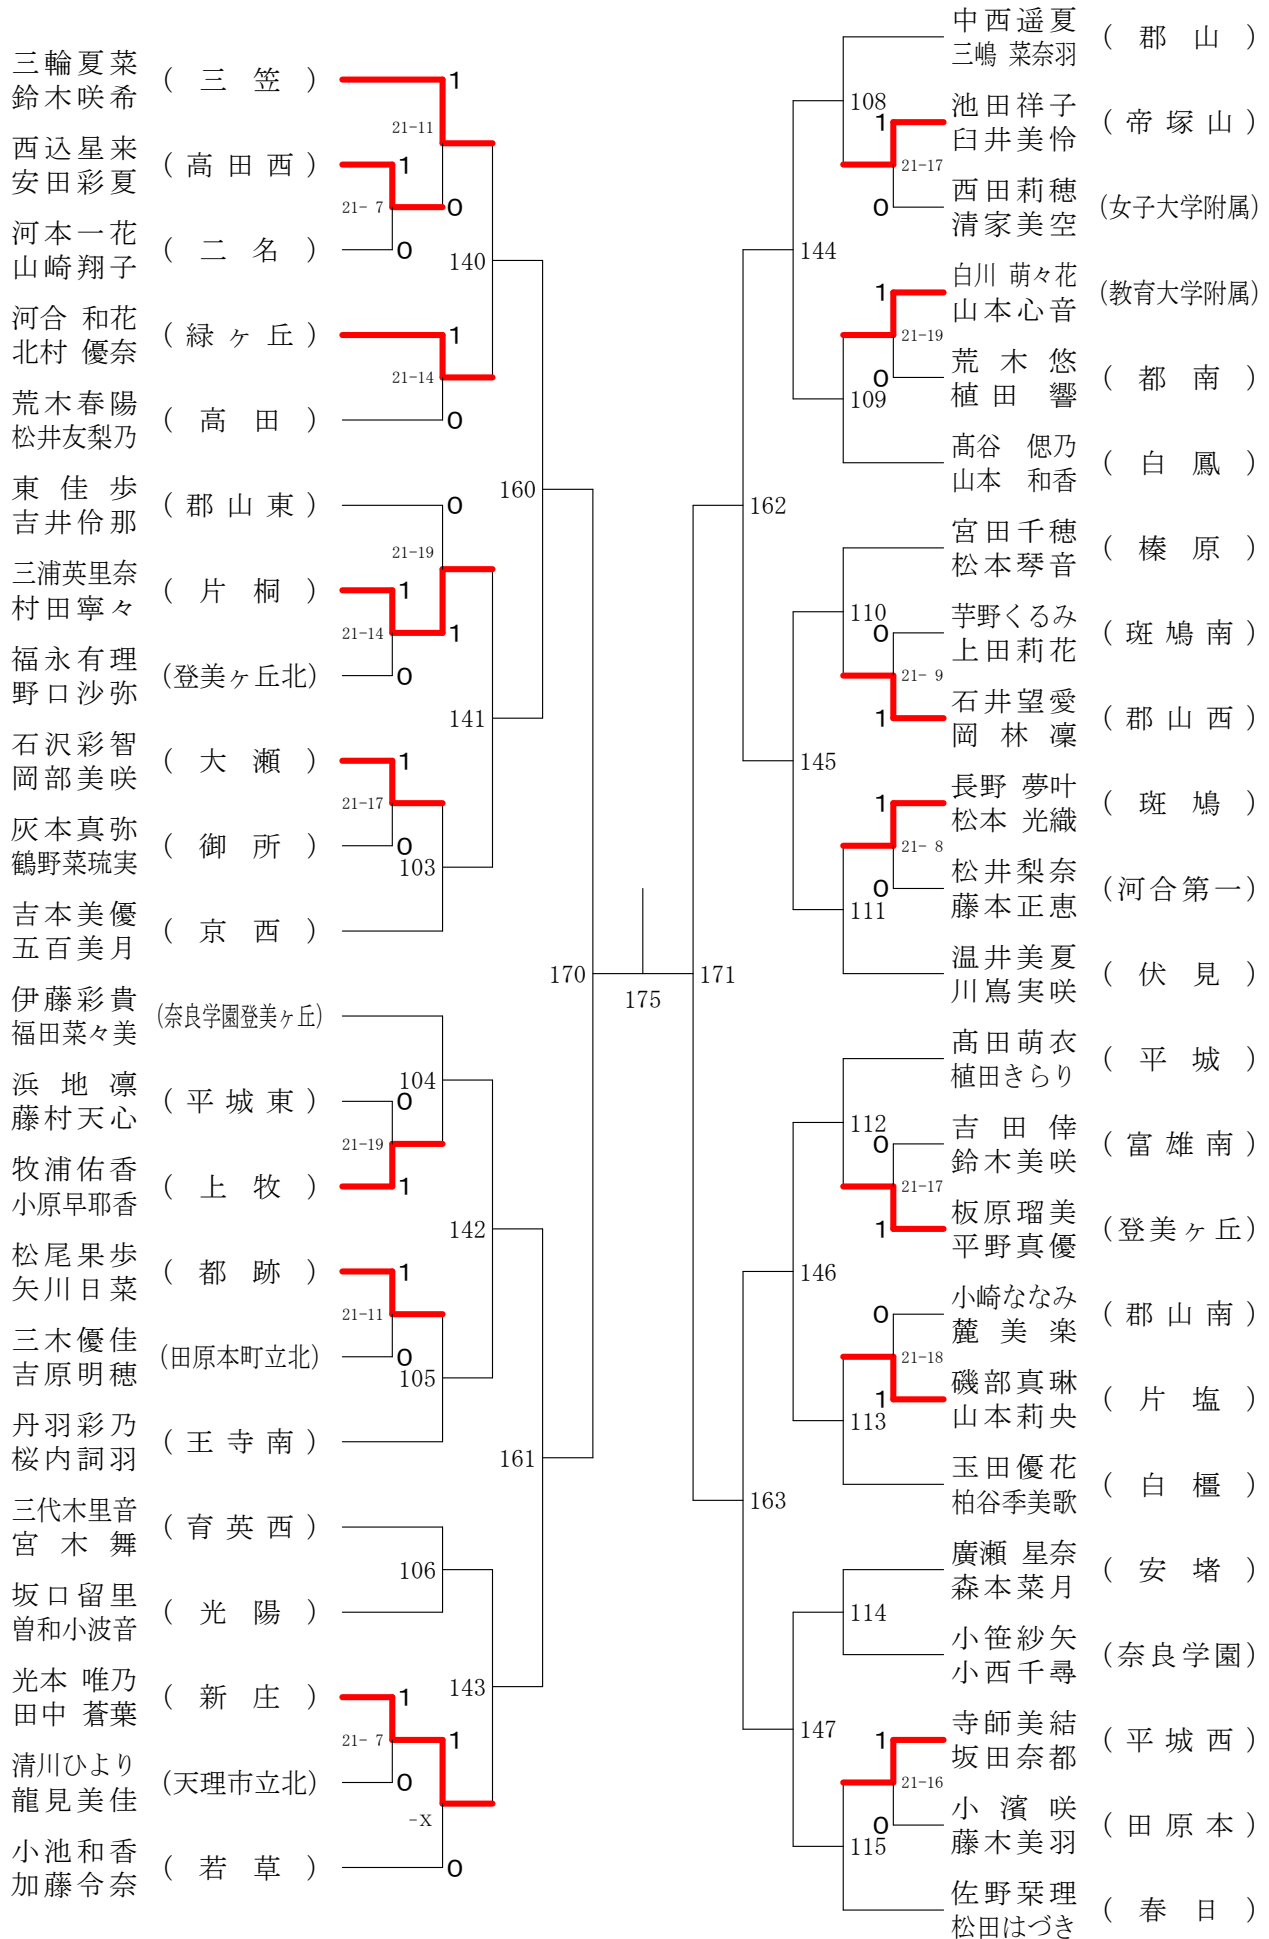 三輪夏菜
鈴木咲希
( 三 笠 )
1
21-11
西込星来
安田彩夏
( 高 田 西 )
1
21- 7
0
河本一花
山崎翔子
( 二 名 )
0
140
河合 和花
北村 優奈
( 緑 ヶ 丘 )
1
21-14
荒木春陽
松井友梨乃
( 高 田 )
0
160
東 佳 歩
吉井伶那
( 郡 山 東 )
0
21-19
三浦英里奈
村田寧々
( 片 桐 )
1
21-14
1
福永有理
野口沙弥
(登美ヶ丘北)
0
141
石沢彩智
岡部美咲
( 大 瀬 )
1
21-17
灰本真弥
鶴野菜琉実
( 御 所 )
0
103
吉本美優
五百美月
( 京 西 )
170
175
伊藤彩貴
福田菜々美
(奈良学園登美ヶ丘)
104
浜 地 凛
藤村天心
( 平 城 東 )
0
21-19
牧浦佑香
小原早耶香
( 上 牧 )
1
142
松尾果歩
矢川日菜
( 都 跡 )
1
21-11
三木優佳
吉原明穂
(田原本町立北)
0
105
丹羽彩乃
桜内詞羽
( 王 寺 南 )
161
三代木里音
宮 木 舞
( 育 英 西 )
106
坂口留里
曽和小波音
( 光 陽 )
143
光本 唯乃
田中 蒼葉
( 新 庄 )
1
21- 7
1
清川ひより
龍見美佳
(天理市立北)
0
-X
小池和香
加藤令奈
( 若 草 )
0
中西遥夏
三嶋 菜奈羽
( 郡 山 )
108
池田祥子
臼井美怜
( 帝 塚 山 )
1
21-17
西田莉穂
清家美空
(女子大学附属)
0
144
白川 萌々花
山本心音
(教育大学附属)
1
21-19
荒 木 悠
植 田 響
( 都 南 )
0
109
髙谷 偲乃
山本 和香
( 白 鳳 )
162
宮田千穂
松本琴音
( 榛 原 )
110
芋野くるみ
上田莉花
( 斑 鳩 南 )
0
21- 9
石井望愛
岡 林 凜
( 郡 山 西 )
1
145
長野 夢叶
松本 光織
( 斑 鳩 )
1
21- 8
松井梨奈
藤本正恵
(河合第一)
0
111
温井美夏
川嶌実咲
( 伏 見 )
171
髙田萌衣
植田きらり
( 平 城 )
112
吉 田 倖
鈴木美咲
( 富 雄 南 )
0
21-17
板原瑠美
平野真優
(登美ヶ丘)
1
146
小崎ななみ
麓 美 楽
( 郡 山 南 )
0
21-18
磯部真琳
山本莉央
( 片 塩 )
1
113
玉田優花
柏谷季美歌
( 白 橿 )
163
廣瀬 星奈
森本菜月
( 安 堵 )
114
小笹紗矢
小西千尋
(奈良学園)
147
寺師美結
坂田奈都
( 平 城 西 )
1
21-16
小 濱 咲
藤木美羽
( 田 原 本 )
0
115
佐野栞理
松田はづき
( 春 日 )